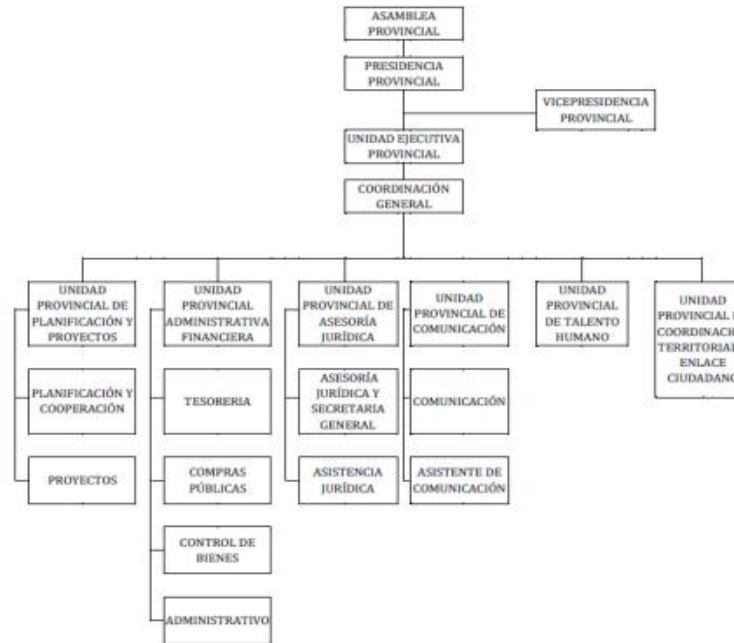 ASAMBLEA
PROVINCIAL
PRESIDENCIA
PROVINCIAL
VICEPRESIDENCIA
PROVINCIAL
UNIDAD EJECUTIVA
PROVINCIAL
COORDINACIÓN
GENERAL
UNIDAD
PROVINCIAL DE
PLANIFICACIÓN Y
PROYECTOS
UNIDAD
PROVINCIAL
ADMINISTRATIVA
FINANCIERA
UNIDAD
PROVINCIAL DE
ASESORÍA
JURÍDICA
UNIDAD
PROVINCIAL DE
COMUNICACIÓN
UNIDAD
PROVINCIAL
DE TALENTO
HUMANO
UNIDAD
PROVINCIAL
COORDINACIÓ
TERRITORIAL
ENLACE
CIUDADANO
PLANIFICACIÓN Y
COOPERACIÓN
TESORERIA
ASESORÍA
JURÍDICA Y
SECRETARIA
GENERAL
COMUNICACIÓN
PROYECTOS
COMPRAS
PÚBLICAS
ASISTENCIA
JURÍDICA
ASISTENTE DE
COMUNICACIÓN
CONTROL DE
BIENES
ADMINISTRATIVO